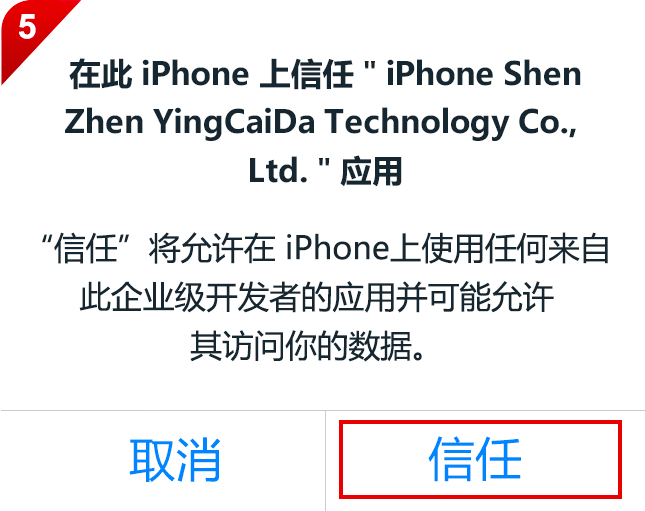 5
在此 iPhone 上信任 " iPhone Shen
Zhen YingCaiDa Technology Co.,
Ltd. " 应用
“信任”将允许在 iPhone上使用任何来自
此企业级开发者的应用并可能允许
其访问你的数据。
取消
信任